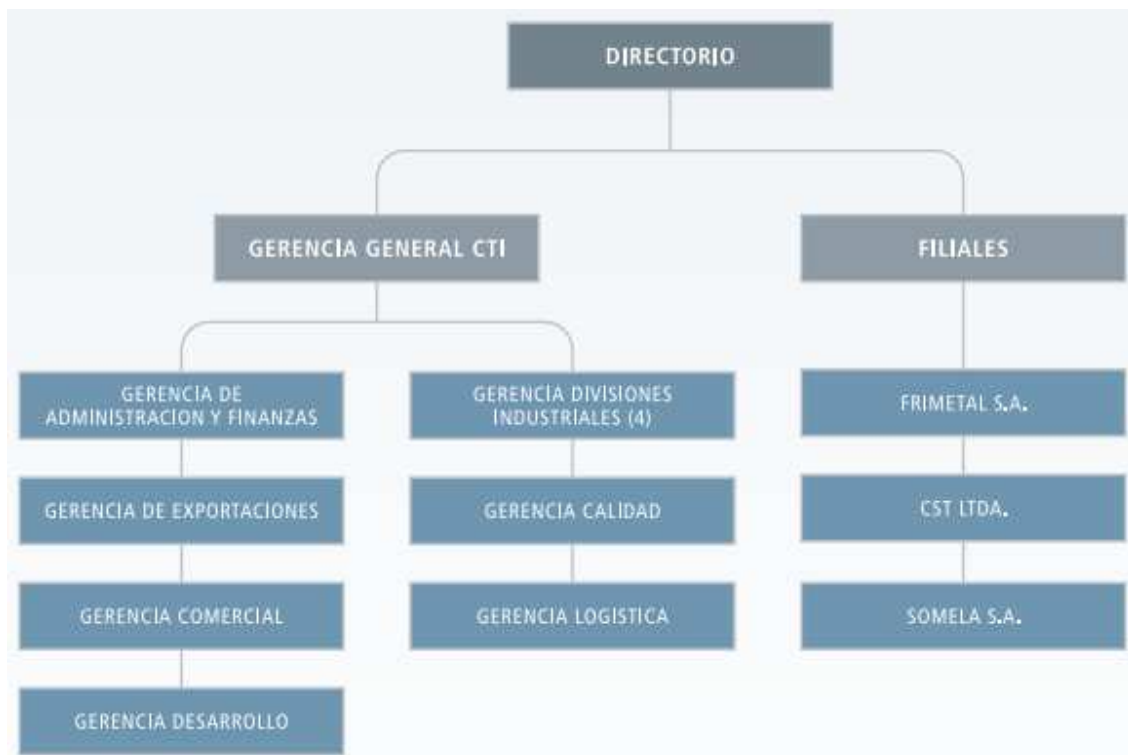 DIRECTORIO
GERENCIA GENERAL CTI
FILIALES
GERENCIA DE
ADMINISTRACION Y FINANZAS
GERENCIA DIVISIONES
INDUSTRIALES (4)
FRIMETAL S.A.
GERENCIA DE EXPORTACIONES
GERENCIA CALIDAD
CST LTDA.
GERENCIA COMERCIAL
GERENCIA LOGISTICA
SOMELA S.A.
GERENCIA DESARROLLO